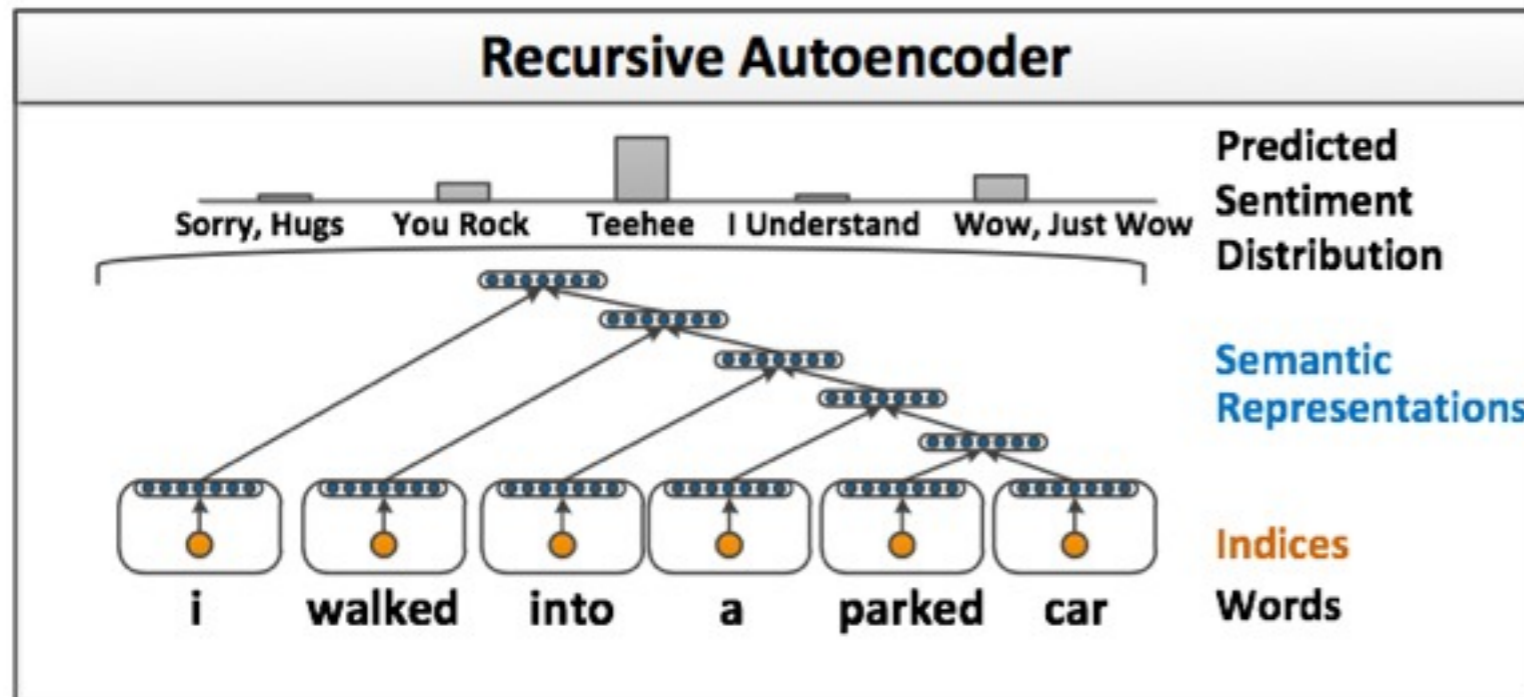 Recursive Autoencoder
Predicted
Sentiment
Distribution
Sorry, Hugs You Rock Teehee I Understand Wow, Just Wow
Semantic
Representations
Indices
i walked into a parked car
Words